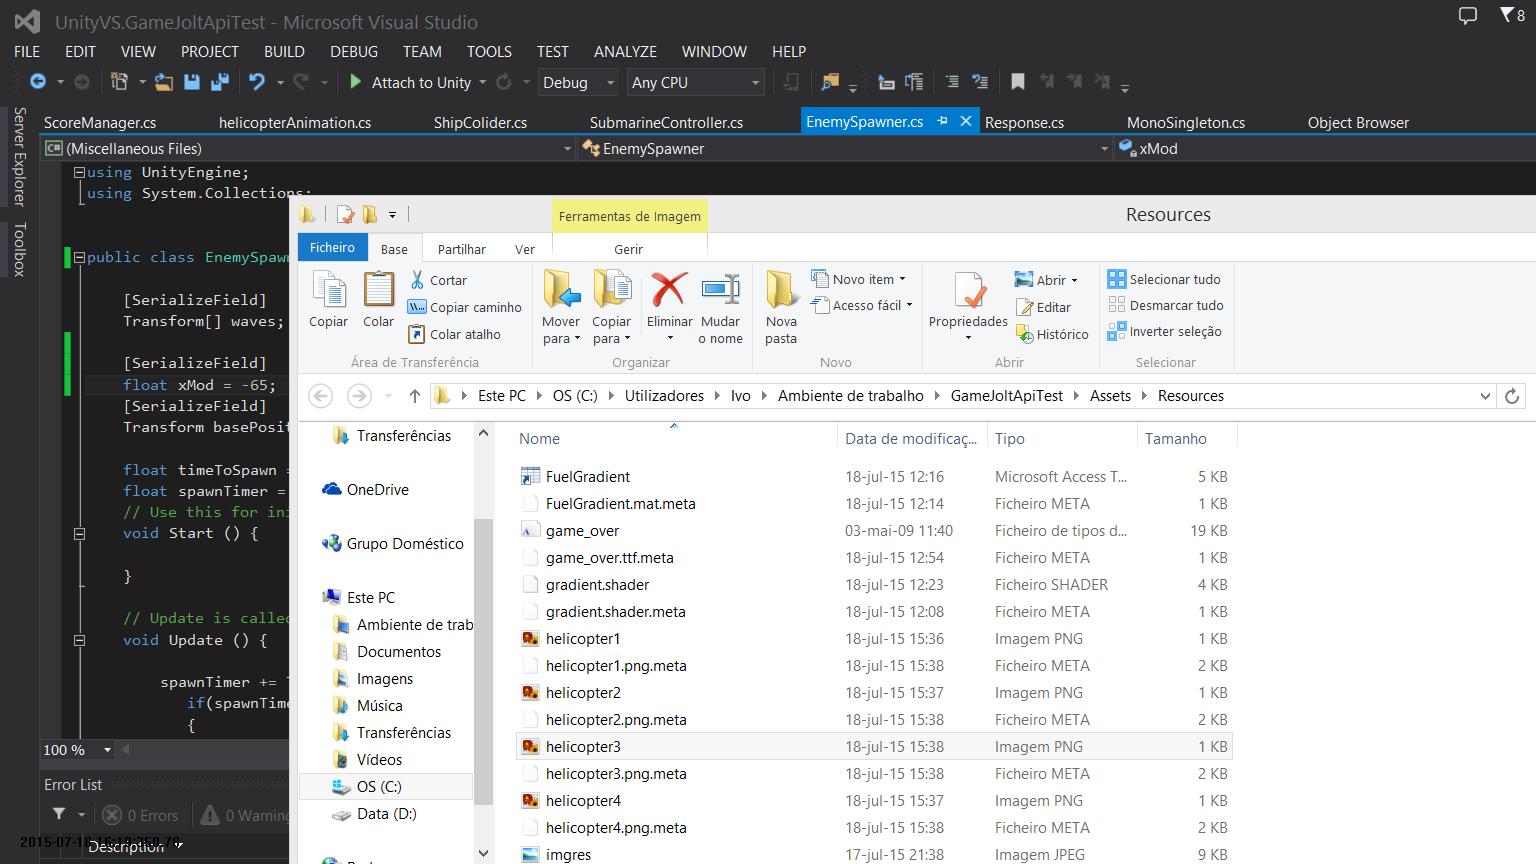 UnityVS.GameJoltApiTest - Microsoft Visual Studio
8
FILE EDIT VIEW PROJECT BUILD DEBUG TEAM TOOLS TEST ANALYZE WINDOW HELP
Attach to Unity Debug Any CPU
Server Explorer
Toolbox
ScoreManager.cs helicopterAnimation.cs ShipColider.cs SubmarineController.cs EnemySpawner.cs Response.cs MonoSingleton.cs Object Browser
C# (Miscellaneous Files) EnemySpawner xMod
using UnityEngine;
using System.Collections;
public class EnemySpawn
[SerializeField]
Transform[] waves;
[SerializeField]
float xMod = -65;
[SerializeField]
Transform basePosit
float timeToSpawn =
float spawnTimer =
// Use this for ini
void Start () {
}
// Update is called
void Update () {
spawnTimer +=
if(spawnTime
{
100 %
Error List
0 Errors 0 Warning
Description
Ferramentas de Imagem Resources
Ficheiro Base Partilhar Ver Gerir
Copiar
Colar
Cortar
Copiar caminho
Colar atalho
Área de Transferência
Mover para
Copiar para
Eliminar
Mudar o nome
Organizar
Nova pasta
Novo item
Acesso fácil
Novo
Propriedades
Abrir
Editar
Histórico
Abrir
Selecionar tudo
Desmarcar tudo
Inverter seleção
Selecionar
Este PC OS (C:) Utilizadores Ivo Ambiente de trabalho GameJoltApiTest Assets Resources
Transferências
OneDrive
Grupo Doméstico
Este PC
Ambiente de trab
Documentos
Imagens
Música
Transferências
Vídeos
OS (C:)
Data (D:)
Nome Data de modificaç... Tipo Tamanho
FuelGradient 18-jul-15 12:16 Microsoft Access T... 5 KB
FuelGradient.mat.meta 18-jul-15 12:14 Ficheiro META 1 KB
game_over 03-mai-09 11:40 Ficheiro de tipos d... 19 KB
game_over.ttf.meta 18-jul-15 12:54 Ficheiro META 1 KB
gradient.shader 18-jul-15 12:23 Ficheiro SHADER 4 KB
gradient.shader.meta 18-jul-15 12:08 Ficheiro META 1 KB
helicopter1 18-jul-15 15:36 Imagem PNG 1 KB
helicopter1.png.meta 18-jul-15 15:38 Ficheiro META 2 KB
helicopter2 18-jul-15 15:37 Imagem PNG 1 KB
helicopter2.png.meta 18-jul-15 15:38 Ficheiro META 2 KB
helicopter3 18-jul-15 15:38 Imagem PNG 1 KB
helicopter3.png.meta 18-jul-15 15:38 Ficheiro META 2 KB
helicopter4 18-jul-15 15:37 Imagem PNG 1 KB
helicopter4.png.meta 18-jul-15 15:38 Ficheiro META 2 KB
imgres 17-jul-15 21:38 Imagem JPEG 9 KB